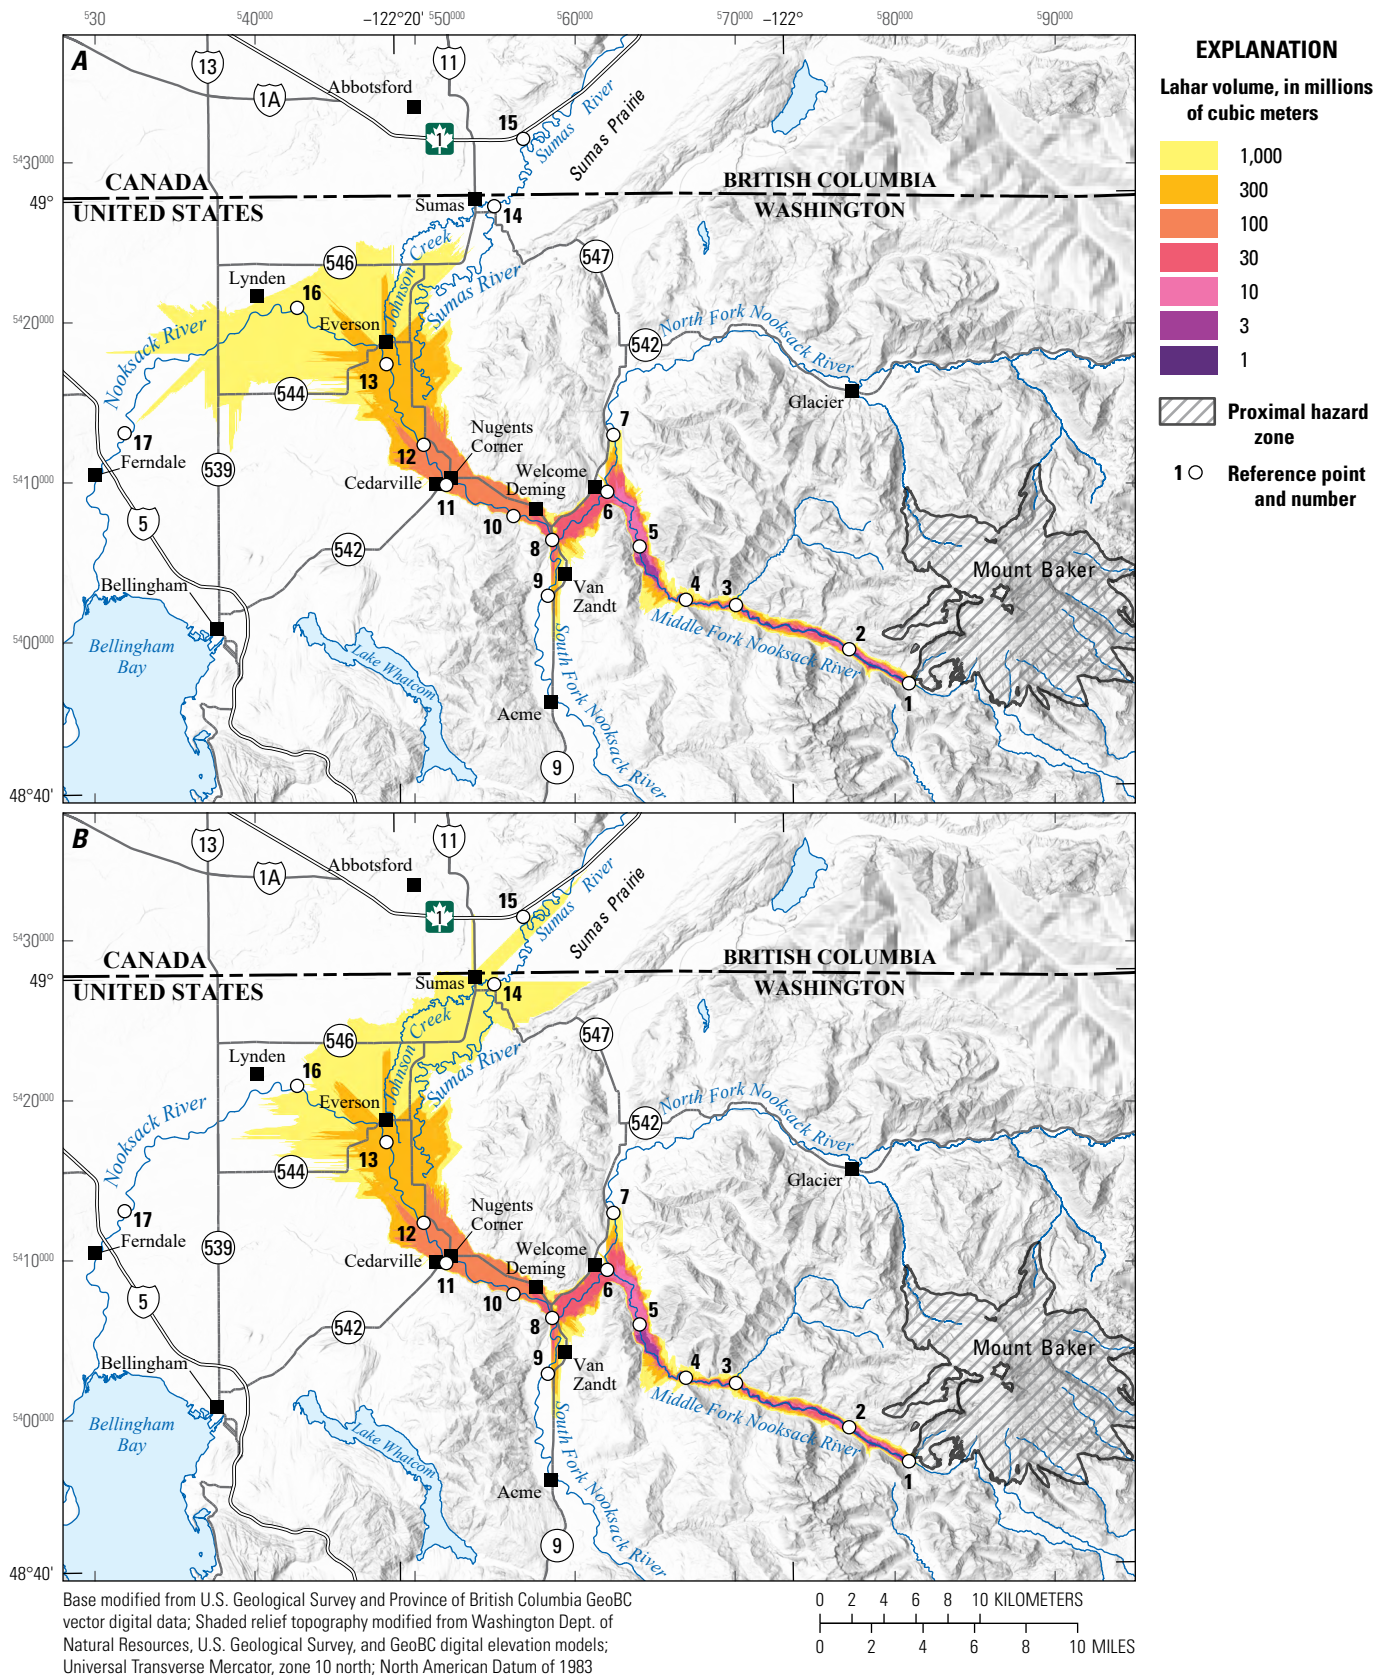 530 540000 −122°20' 550000 560000 570000 −122° 580000 590000
A
13
11
Abbotsford
1A
1
15
Sumas River
Sumas Prairie
5430000
CANADA
BRITISH COLUMBIA
49°
UNITED STATES
Sumas
14
WASHINGTON
546
547
Lynden
16
Johnson Creek
Sumas River
5420000
Nooksack River
Everson
542
North Fork Nooksack River
13
544
Glacier
17
Ferndale
539
12
Nugents
Corner
7
5410000
Cedarville
11
Welcome
Deming
10
6
5
8
5
542
Mount Baker
Bellingham
9
Van
Zandt
4
3
5400000
Bellingham
Bay
Lake Whatcom
South Fork Nooksack River
Middle Fork Nooksack River
2
1
Acme
9
48°40'
B
13
11
Abbotsford
1A
1
15
Sumas River
Sumas Prairie
5430000
CANADA
BRITISH COLUMBIA
49°
UNITED STATES
Sumas
14
WASHINGTON
546
547
Lynden
16
Johnson Creek
Sumas River
5420000
Nooksack River
Everson
542
North Fork Nooksack River
13
544
Glacier
17
Ferndale
539
12
Nugents
Corner
7
5410000
Cedarville
11
Welcome
Deming
10
6
5
8
5
542
Mount Baker
Bellingham
9
Van
Zandt
4
3
5400000
Bellingham
Bay
Lake Whatcom
South Fork Nooksack River
Middle Fork Nooksack River
2
1
Acme
9
48°40'
EXPLANATION
Lahar volume, in millions
of cubic meters
1,000
300
100
30
10
3
1
Proximal hazard
zone
1 Reference point
and number
Base modified from U.S. Geological Survey and Province of British Columbia GeoBC
vector digital data; Shaded relief topography modified from Washington Dept. of
Natural Resources, U.S. Geological Survey, and GeoBC digital elevation models;
Universal Transverse Mercator, zone 10 north; North American Datum of 1983
0 2 4 6 8 10 KILOMETERS
0 2 4 6 8 10 MILES